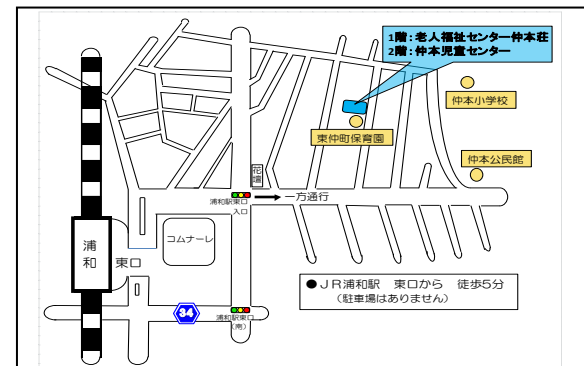 1階：老人福祉センター仲本荘
2階：仲本児童センター
仲本小学校
東仲町保育園
仲本公民館
花壇
浦和駅東口
入口
一方通行
コムナーレ
浦和
東口
●JR浦和駅 東口から 徒歩5分
（駐車場はありません）
34
浦和駅東口
（南）